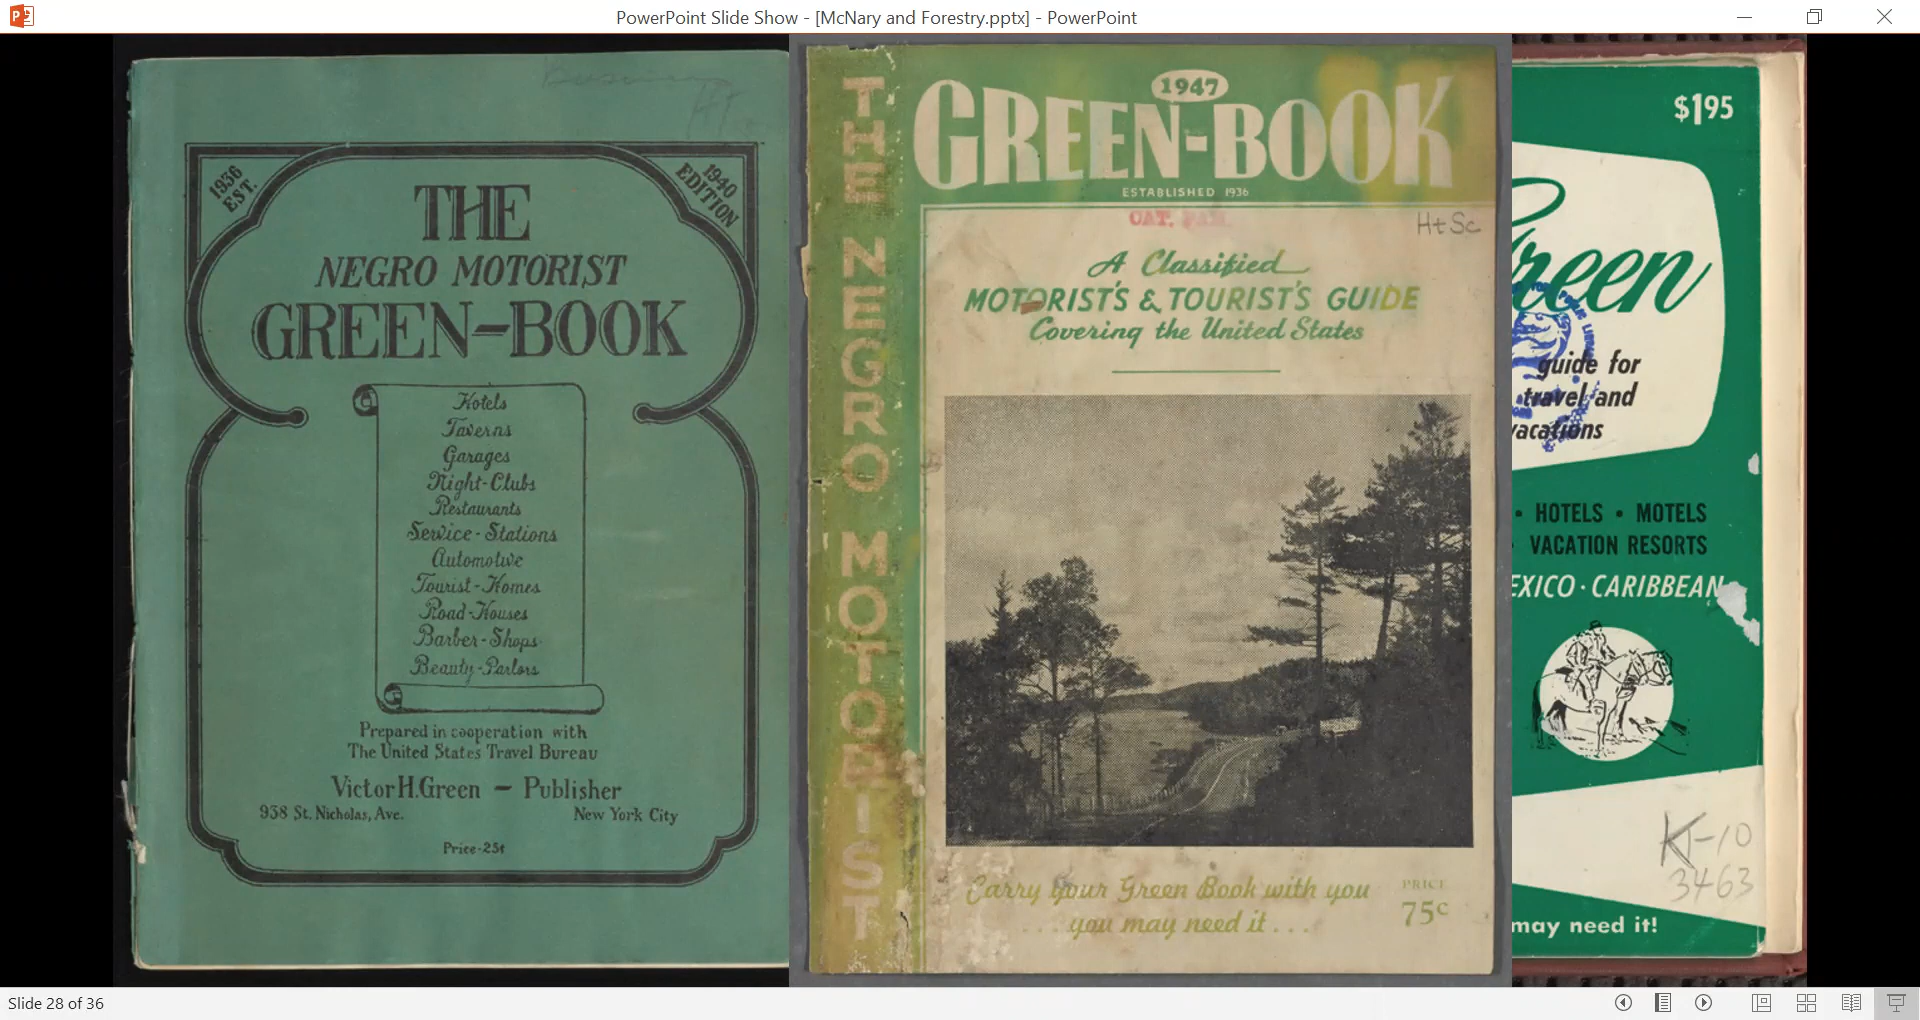 PowerPoint Slide Show - [McNary and Forestry.pptx] - PowerPoint
1936
EST.
1940
EDITION
THE
NEGRO MOTORIST
GREEN-BOOK
Hotels
Taverns
Garages
Night-Clubs
Restaurants
Service-Stations
Automotive
Tourist-Homes
Road-Houses
Barber-Shops
Beauty-Parlors
Prepared in cooperation with
The United States Travel Bureau
Victor H. Green - Publisher
938 St. Nicholas, Ave.
New York City
Price-25¢
THE NEGRO MOTORIST
1947
GREEN-BOOK
ESTABLISHED 1936
HtSc
A Classified
MOTORIST'S & TOURIST'S GUIDE
Covering the United States
Carry your Green Book with you
. . . you may need it . . .
PRICE
75c
$1.95
Green
guide for
travel and
vacations
• HOTELS • MOTELS
VACATION RESORTS
EXICO · CARIBBEAN
K-10
3463
may need it!
Slide 28 of 36